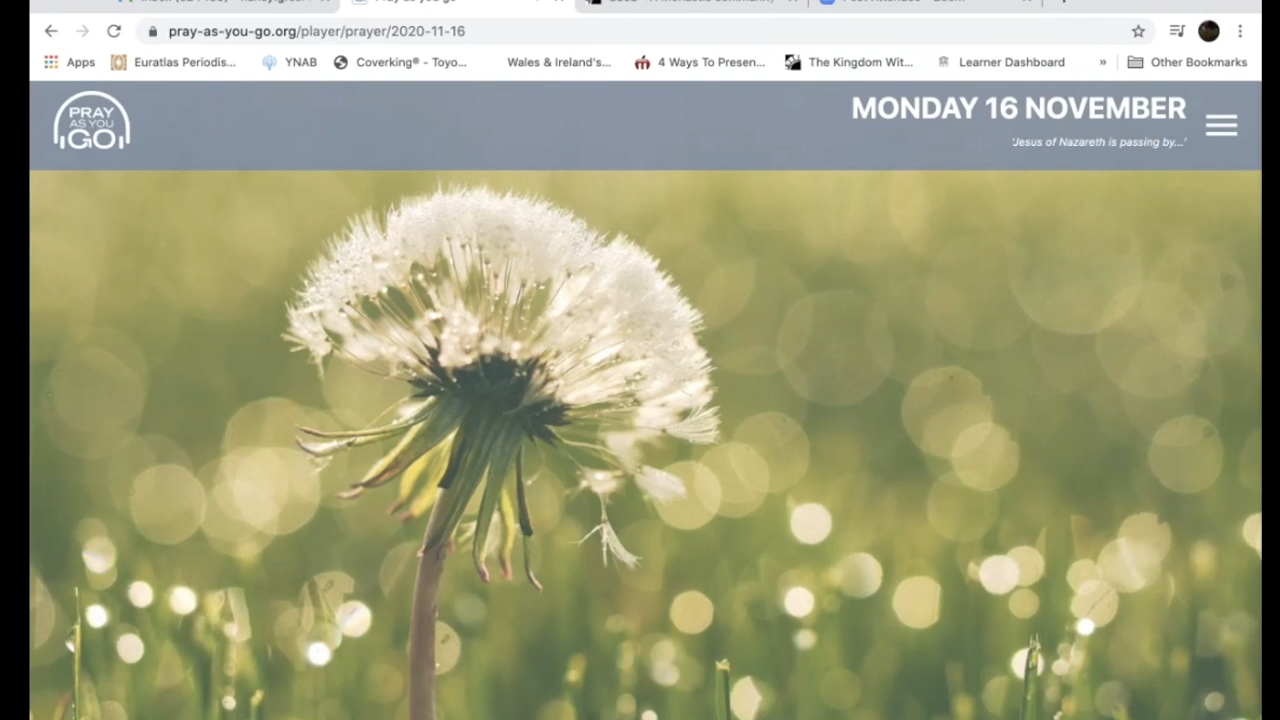 pray-as-you-go.org/player/prayer/2020-11-16
Apps
Euratlas Periodis...
YNAB
Coverking® - Toyo...
Wales & Ireland's...
4 Ways To Presen...
The Kingdom Wit...
Learner Dashboard
»
Other Bookmarks
PRAY
AS YOU
GO
MONDAY 16 NOVEMBER
'Jesus of Nazareth is passing by...'